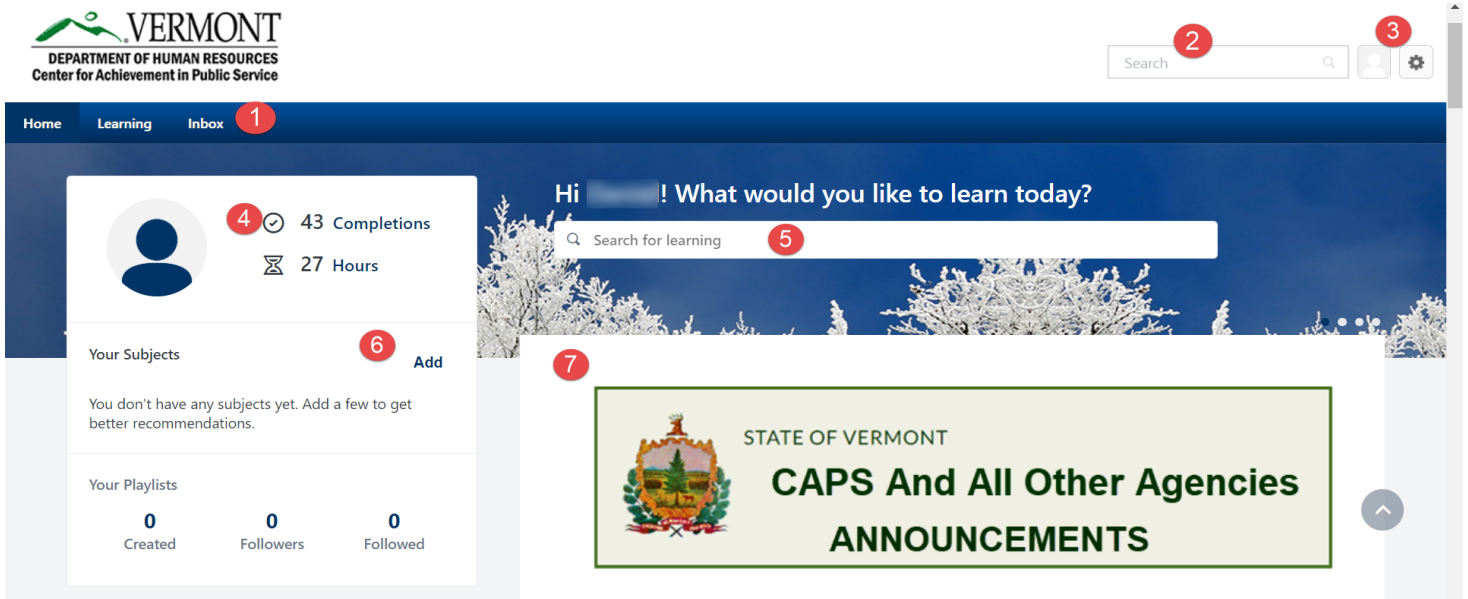 VERMONT
DEPARTMENT OF HUMAN RESOURCES
Center for Achievement in Public Service
2
3
Search
Home Learning Inbox 1
Hi ! What would you like to learn today?
4 43 Completions
Search for learning 5
27 Hours
Your Subjects 6 Add
You don't have any subjects yet. Add a few to get
better recommendations.
Your Playlists
0 0 0
Created Followers Followed
7
STATE OF VERMONT
CAPS And All Other Agencies
ANNOUNCEMENTS